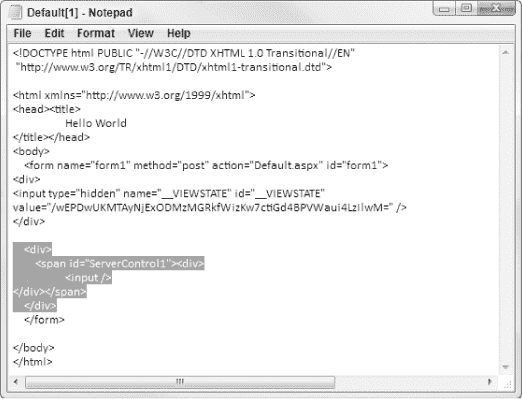 Default[1] - Notepad
File Edit Format View Help
<!DOCTYPE html PUBLIC "-//W3C//DTD XHTML 1.0 Transitional//EN"
"http://www.w3.org/TR/xhtml1/DTD/xhtml1-transitional.dtd">
<html xmlns="http://www.w3.org/1999/xhtml">
<head><title>
Hello World
</title></head>
<body>
<form name="form1" method="post" action="Default.aspx" id="form1">
<div>
<input type="hidden" name="__VIEWSTATE" id="__VIEWSTATE"
value="/wEPDwUKMTAyNjExODMzMGRkfWizKw7ctiGd4BPVWaui4LzIlwM=" />
</div>
<div>
<span id="ServerControl1"><div>
<input />
</div></span>
</div>
</form>
</body>
</html>